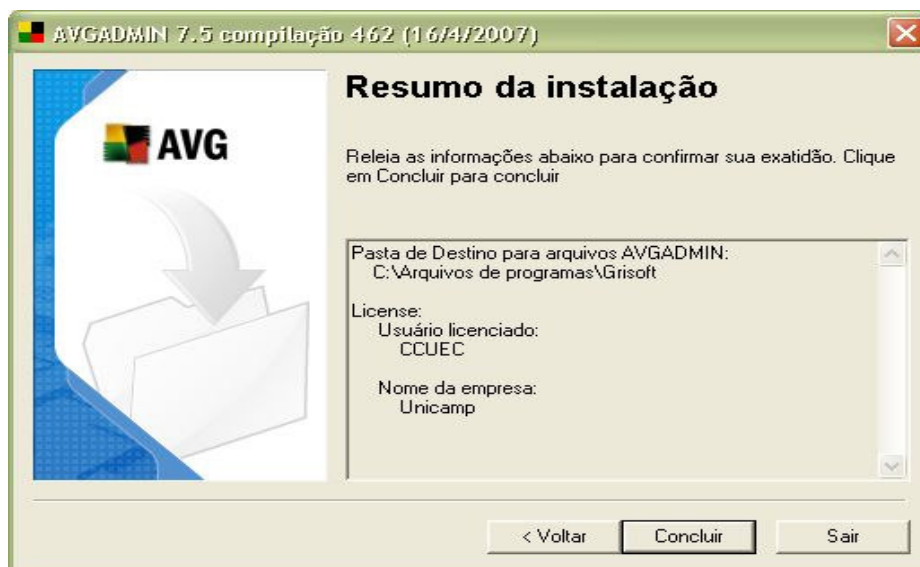 AVGADMIN 7.5 compilação 462 (16/4/2007)
AVG
Resumo da instalação
Releia as informações abaixo para confirmar sua exatidão. Clique
em Concluir para concluir
Pasta de Destino para arquivos AVGADMIN:
C:\Arquivos de programas\Grisoft
License:
Usuário licenciado:
CCUEC
Nome da empresa:
Unicamp
< Voltar
Concluir
Sair